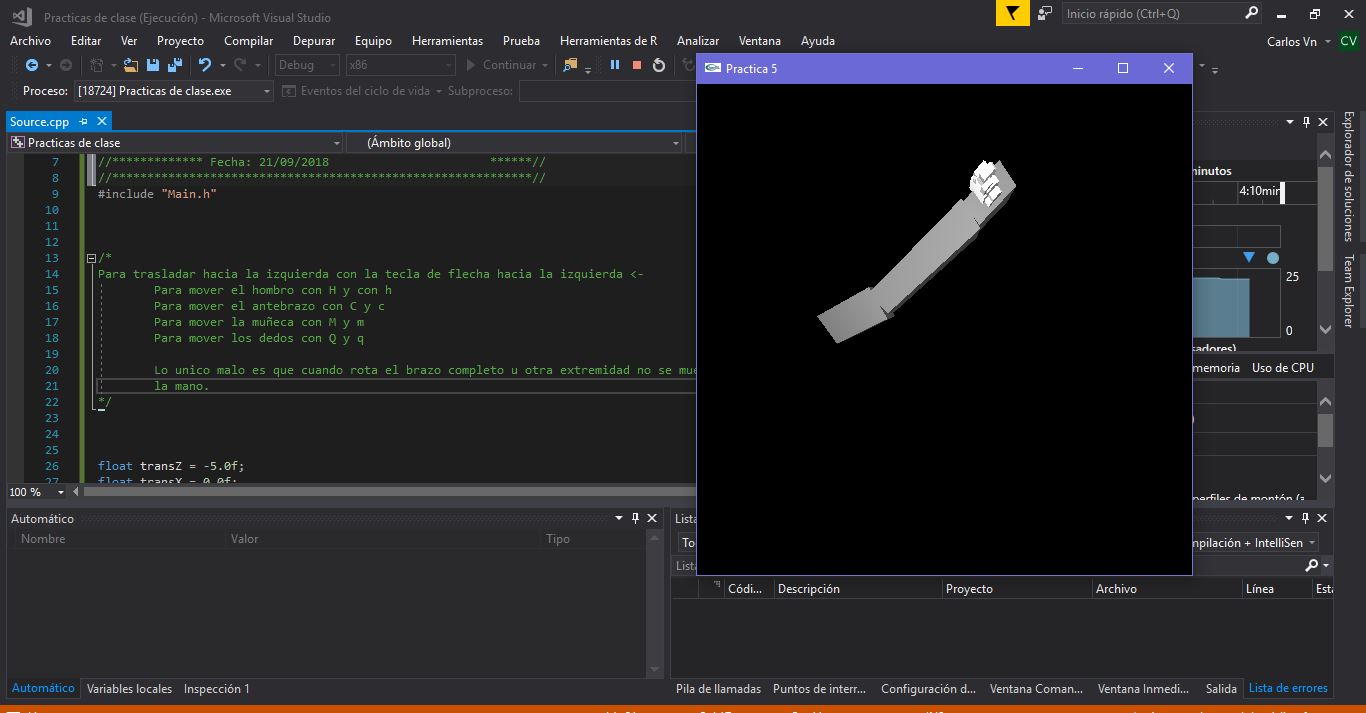 Practicas de clase (Ejecución) - Microsoft Visual Studio
Inicio rápido (Ctrl+Q)
Archivo Editar Ver Proyecto Compilar Depurar Equipo Herramientas Prueba Herramientas de R Analizar Ventana Ayuda
Carlos Vn CV
Debug x86 Continuar
Proceso: [18724] Practicas de clase.exe Eventos del ciclo de vida Subproceso:
Practica 5
Source.cpp
Practicas de clase (Ámbito global)
7 //************* Fecha: 21/09/2018 ******//
8 //************************************************************//
9 #include "Main.h"
10
11
12
13 /*
14 Para trasladar hacia la izquierda con la tecla de flecha hacia la izquierda <-
15 Para mover el hombro con H y con h
16 Para mover el antebrazo con C y c
17 Para mover la muñeca con M y m
18 Para mover los dedos con Q y q
19
20 Lo unico malo es que cuando rota el brazo completo u otra extremidad no se mue
21 la mano.
22 */
23
24
25
26 float transZ = -5.0f;
27 float transX = 0.0f;
100 %
minutos
4:10min
25
0
sadores)
memoria Uso de CPU
perfiles de montón (a
Explorador de soluciones
Team Explorer
Automático
Nombre Valor Tipo
Lista
To
mpilación + IntelliSen
Lista
Códi... Descripción Proyecto Archivo Línea Esta
Automático Variables locales Inspección 1
Pila de llamadas Puntos de interr... Configuración d... Ventana Coman... Ventana Inmedi... Salida Lista de errores